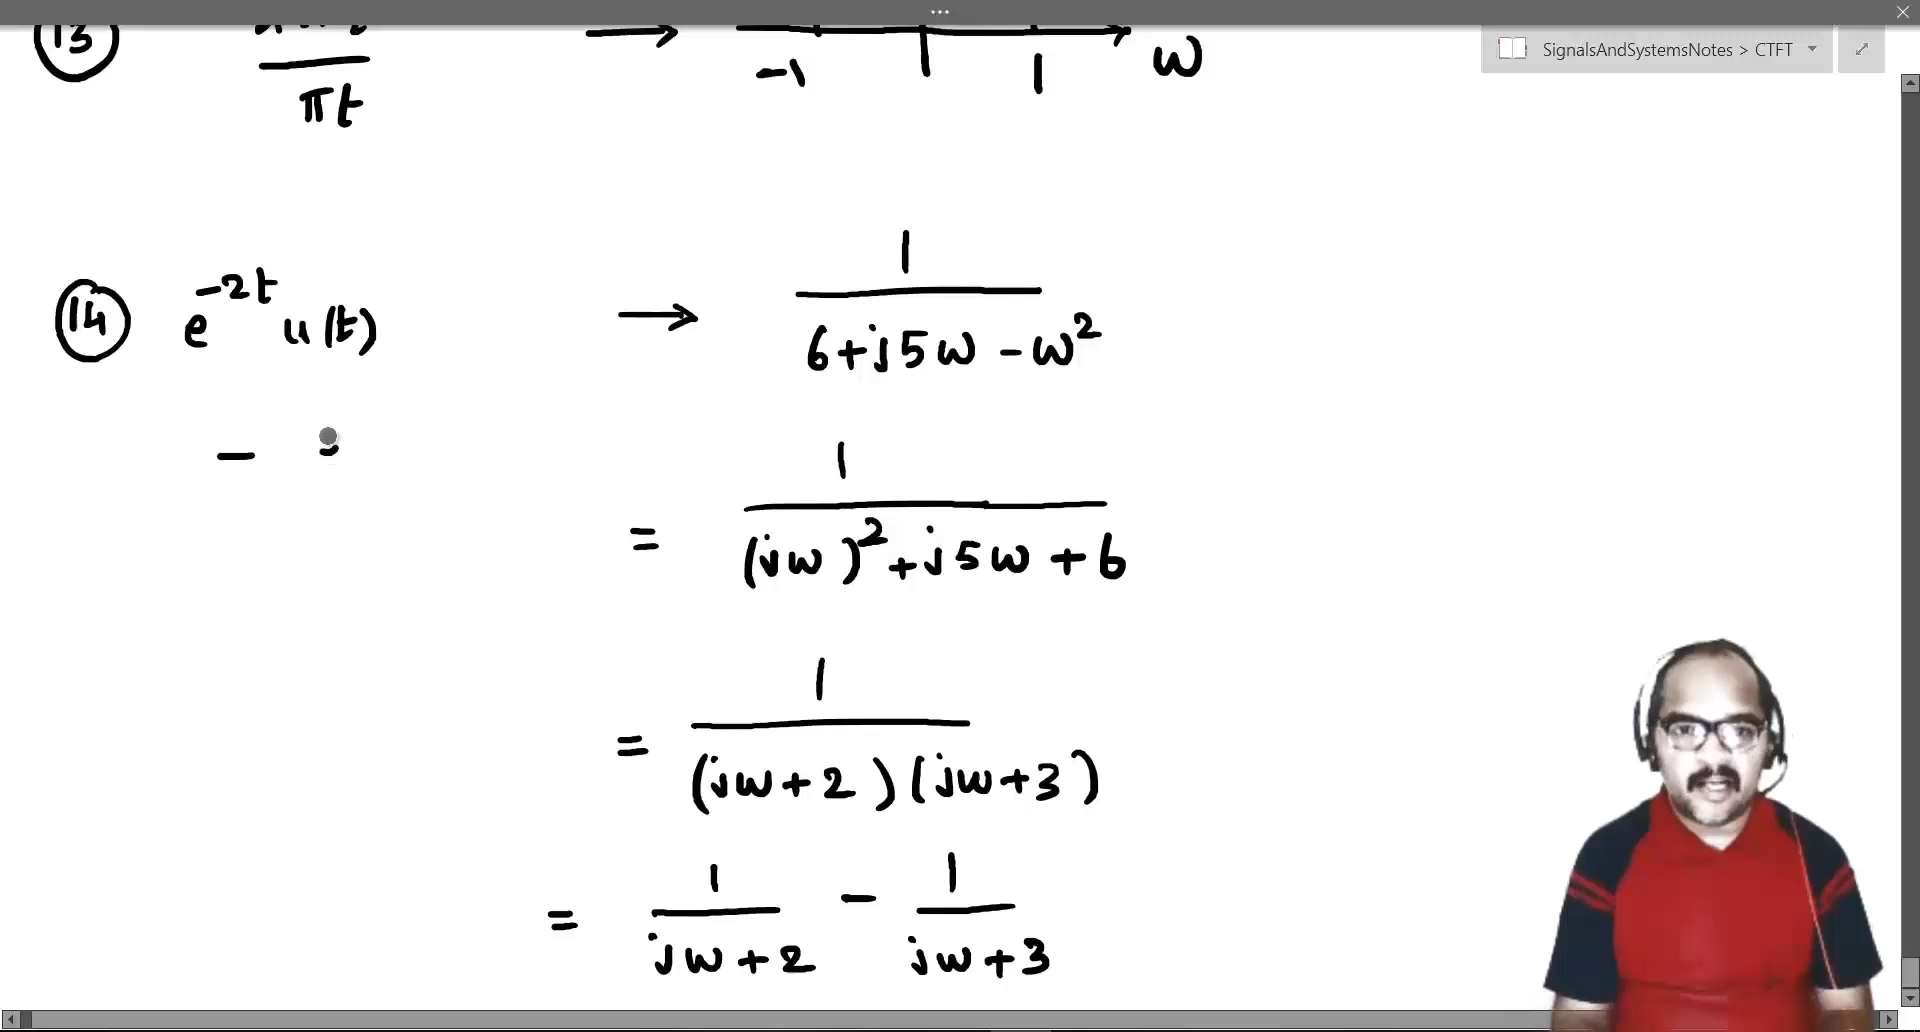 SignalsAndSystemsNotes > CTFT
(13)
πt
→
-1 1 ω
(14) e^{-2t} u(t) → 1/(6+j5ω-ω²)
-
= 1/((jω)²+j5ω+6)
= 1/((jω+2)(jω+3))
= 1/(jω+2) - 1/(jω+3)